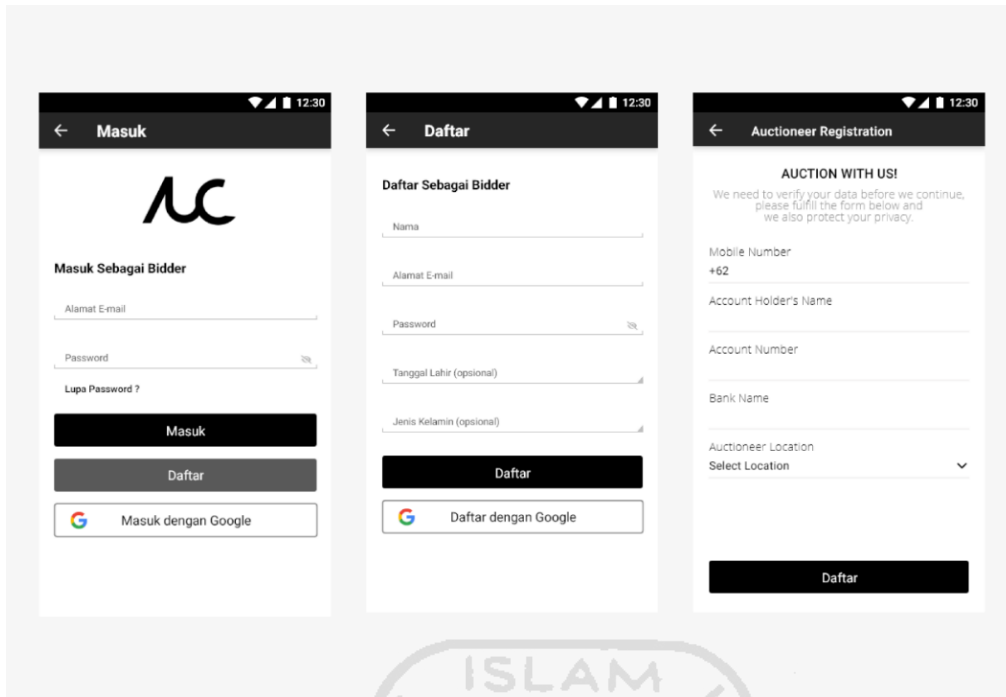 12:30
Masuk
Masuk Sebagai Bidder
Alamat E-mail
Password
Lupa Password ?
Masuk
Daftar
Masuk dengan Google
12:30
Daftar
Daftar Sebagai Bidder
Nama
Alamat E-mail
Password
Tanggal Lahir (opsional)
Jenis Kelamin (opsional)
Daftar
Daftar dengan Google
12:30
Auctioneer Registration
AUCTION WITH US!
We need to verify your data before we continue,
please fulfill the form below and
we also protect your privacy.
Mobile Number
+62
Account Holder's Name
Account Number
Bank Name
Auctioneer Location
Select Location
Daftar
ISLAM